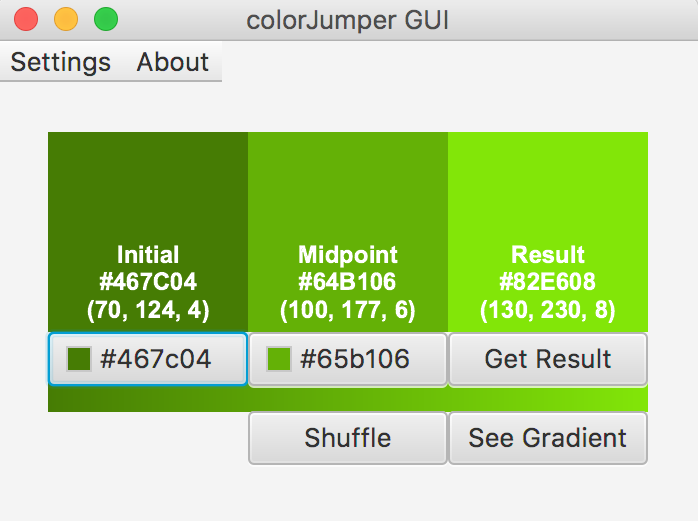 colorJumper GUI
Settings About
Initial
#467C04
(70, 124, 4)
Midpoint
#64B106
(100, 177, 6)
Result
#82E608
(130, 230, 8)
#467c04
#65b106
Get Result
Shuffle
See Gradient